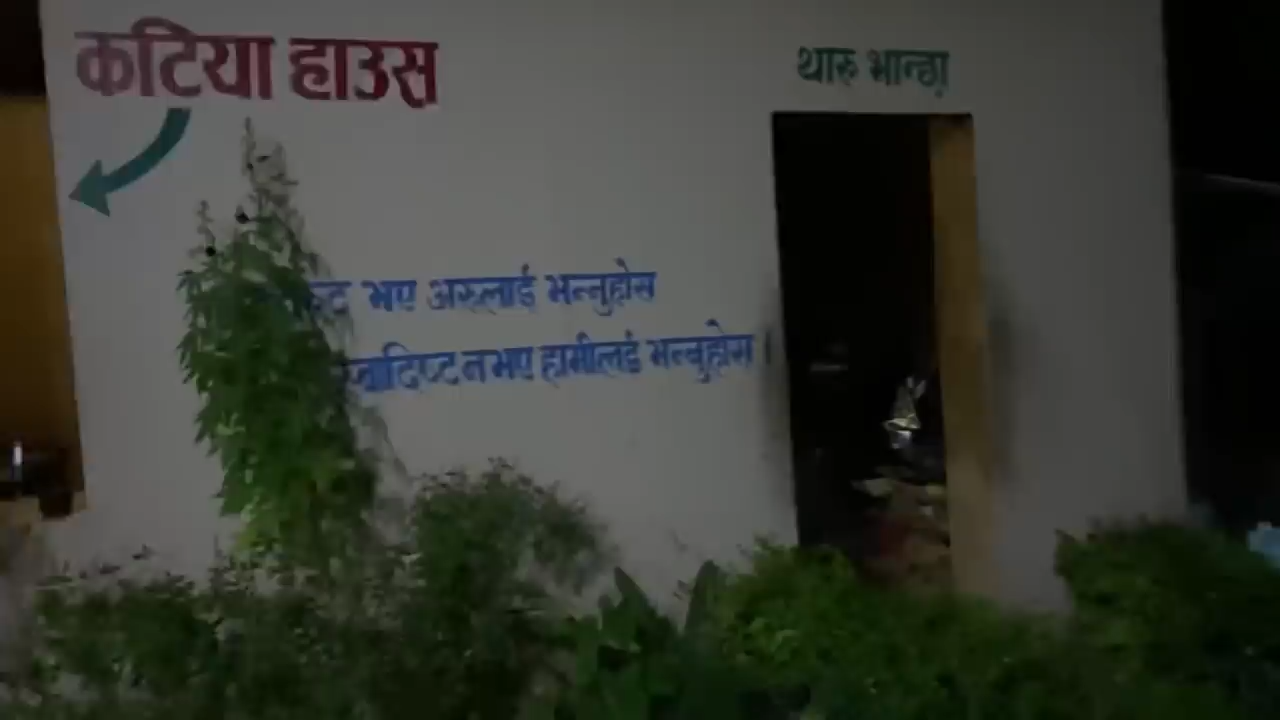 कटिया हाउस
थारु भान्छा
भए अरुलाई भन्नुहोस
स्वादिष्ट नभए हामीलाई भन्नुहोस ।